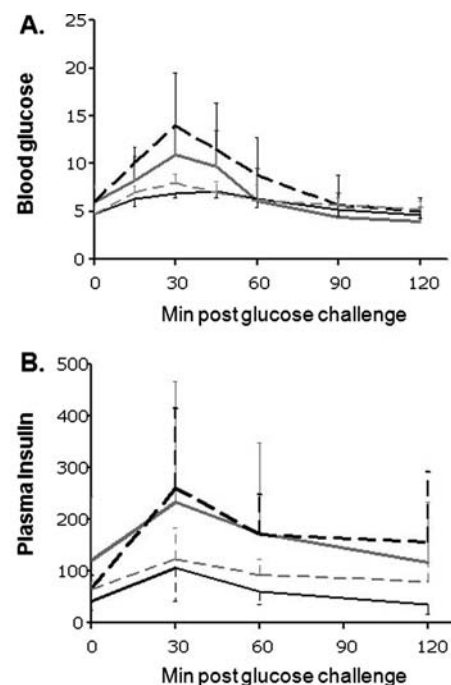 A.
Blood glucose
25
20
15
10
5
0
0 30 60 90 120
Min post glucose challenge
B.
Plasma Insulin
500
400
300
200
100
0
0 30 60 90 120
Min post glucose challenge